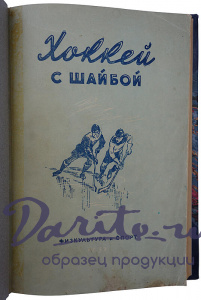 Хоккей
С ШАЙБОЙ
Darito.ru
ФИЗКУЛЬТУРА и СПОРТ
образец продукции